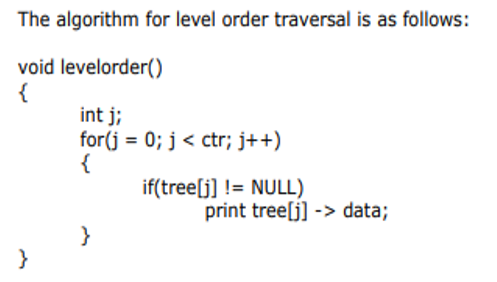 The algorithm for level order traversal is as follows:
void levelorder()
{
int j;
for(j = 0; j < ctr; j++)
{
if(tree[j] != NULL)
print tree[j] -> data;
}
}